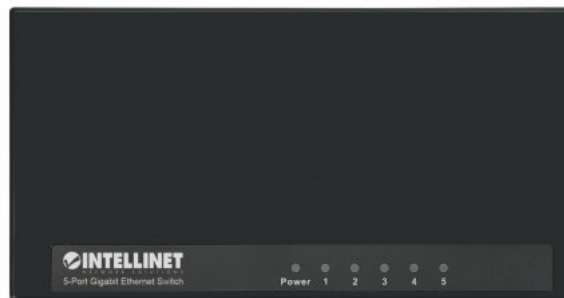 INTELLINET
NETWORK SOLUTIONS
5-Port Gigabit Ethernet Switch
Power 1 2 3 4 5